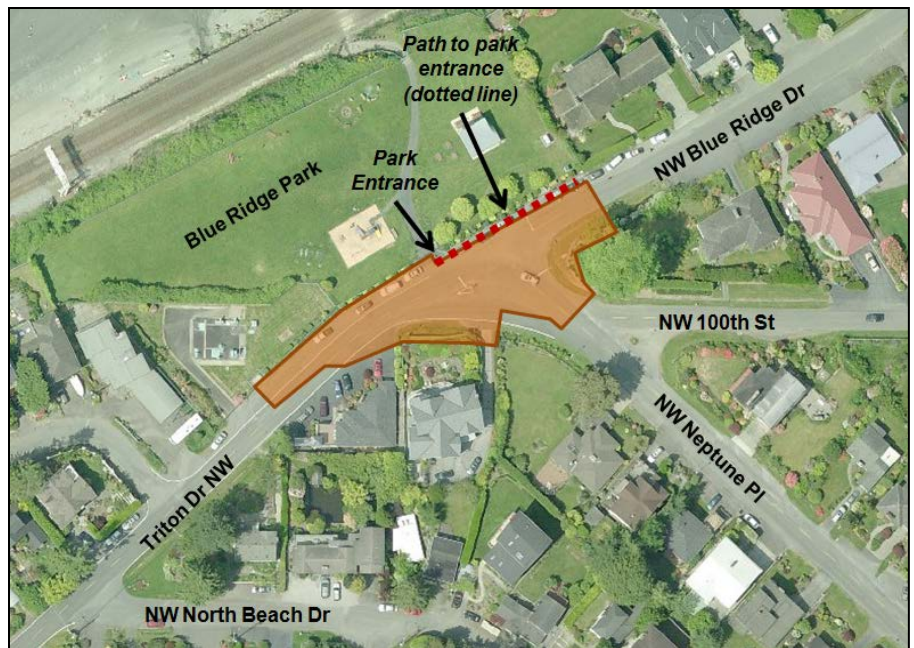 Path to park
entrance
(dotted line)
NW Blue Ridge Dr
Park
Entrance
Blue Ridge Park
NW 100th St
NW Neptune Pl
Triton Dr NW
NW North Beach Dr